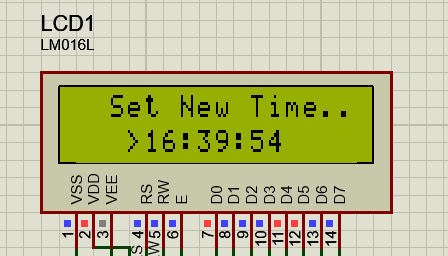 LCD1
LM016L
Set New Time..
>16:39:54
VSS VDD VEE RS RW E D0 D1 D2 D3 D4 D5 D6 D7
1 2 3 4 5 6 7 8 9 10 11 12 13 14
S W